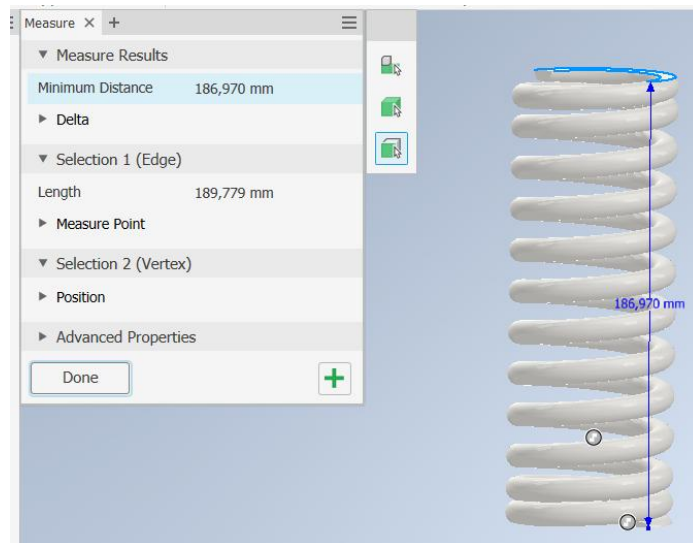 Measure × +
Measure Results
Minimum Distance 186,970 mm
Delta
Selection 1 (Edge)
Length 189,779 mm
Measure Point
Selection 2 (Vertex)
Position
Advanced Properties
Done
186,970 mm